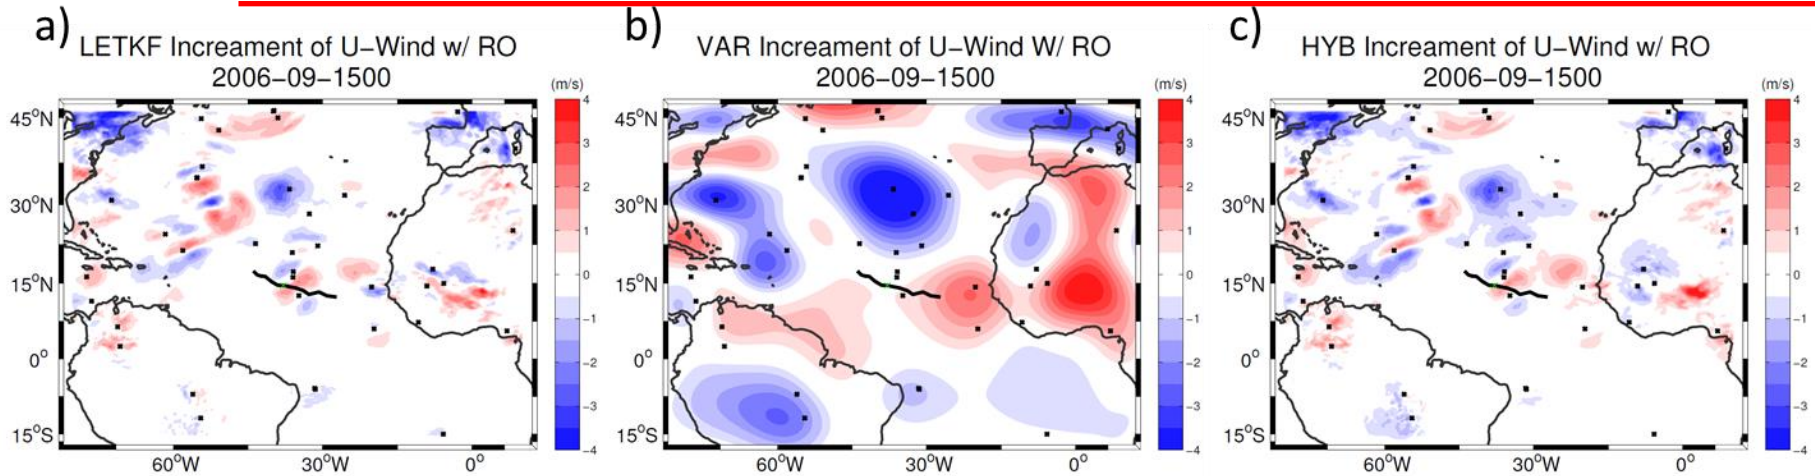 a)
LETKF Increament of U-Wind w/ RO
2006-09-1500
(m/s)
45°N
30°N
15°N
0°
15°S
60°W
30°W
0°
4
3
2
1
0
-1
-2
-3
-4
b)
VAR Increament of U-Wind W/ RO
2006-09-1500
(m/s)
45°N
30°N
15°N
0°
15°S
60°W
30°W
0°
4
3
2
1
0
-1
-2
-3
-4
c)
HYB Increament of U-Wind w/ RO
2006-09-1500
(m/s)
45°N
30°N
15°N
0°
15°S
60°W
30°W
0°
4
3
2
1
0
-1
-2
-3
-4